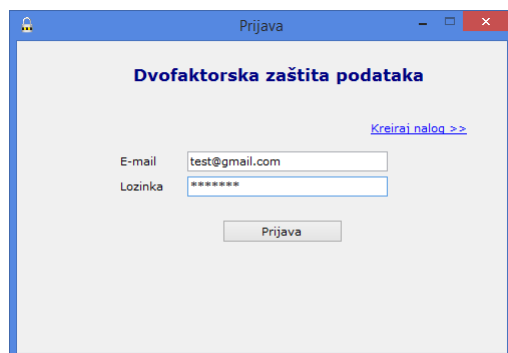 Prijava
Dvofaktorska zaštita podataka
Kreiraj nalog >>
E-mail test@gmail.com
Lozinka *******
Prijava